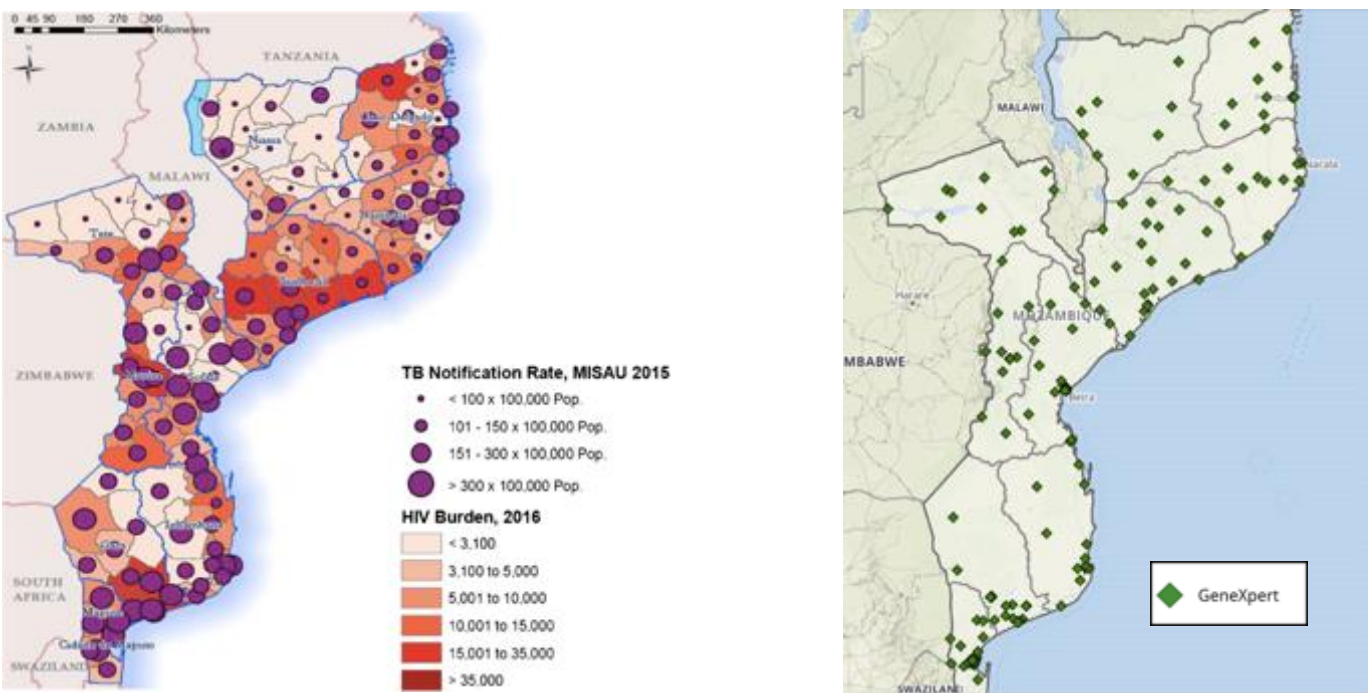 0 45 90 180 270 360
Kilometers
N
TANZANIA
ZAMBIA
Niassa
MALAWI
Tete
ZIMBABWE
SOUTH
AFRICA
Gaza
SWAZILAND
TB Notification Rate, MISAU 2015
< 100 x 100,000 Pop.
101 - 150 x 100,000 Pop.
151 - 300 x 100,000 Pop.
> 300 x 100,000 Pop.
HIV Burden, 2016
< 3,100
3,100 to 5,000
5,001 to 10,000
10,001 to 15,000
15,001 to 35,000
> 35,000
MALAWI
Harare
MOZAMBIQUE
MBABWE
Beira
GeneXpert
SWAZILAND